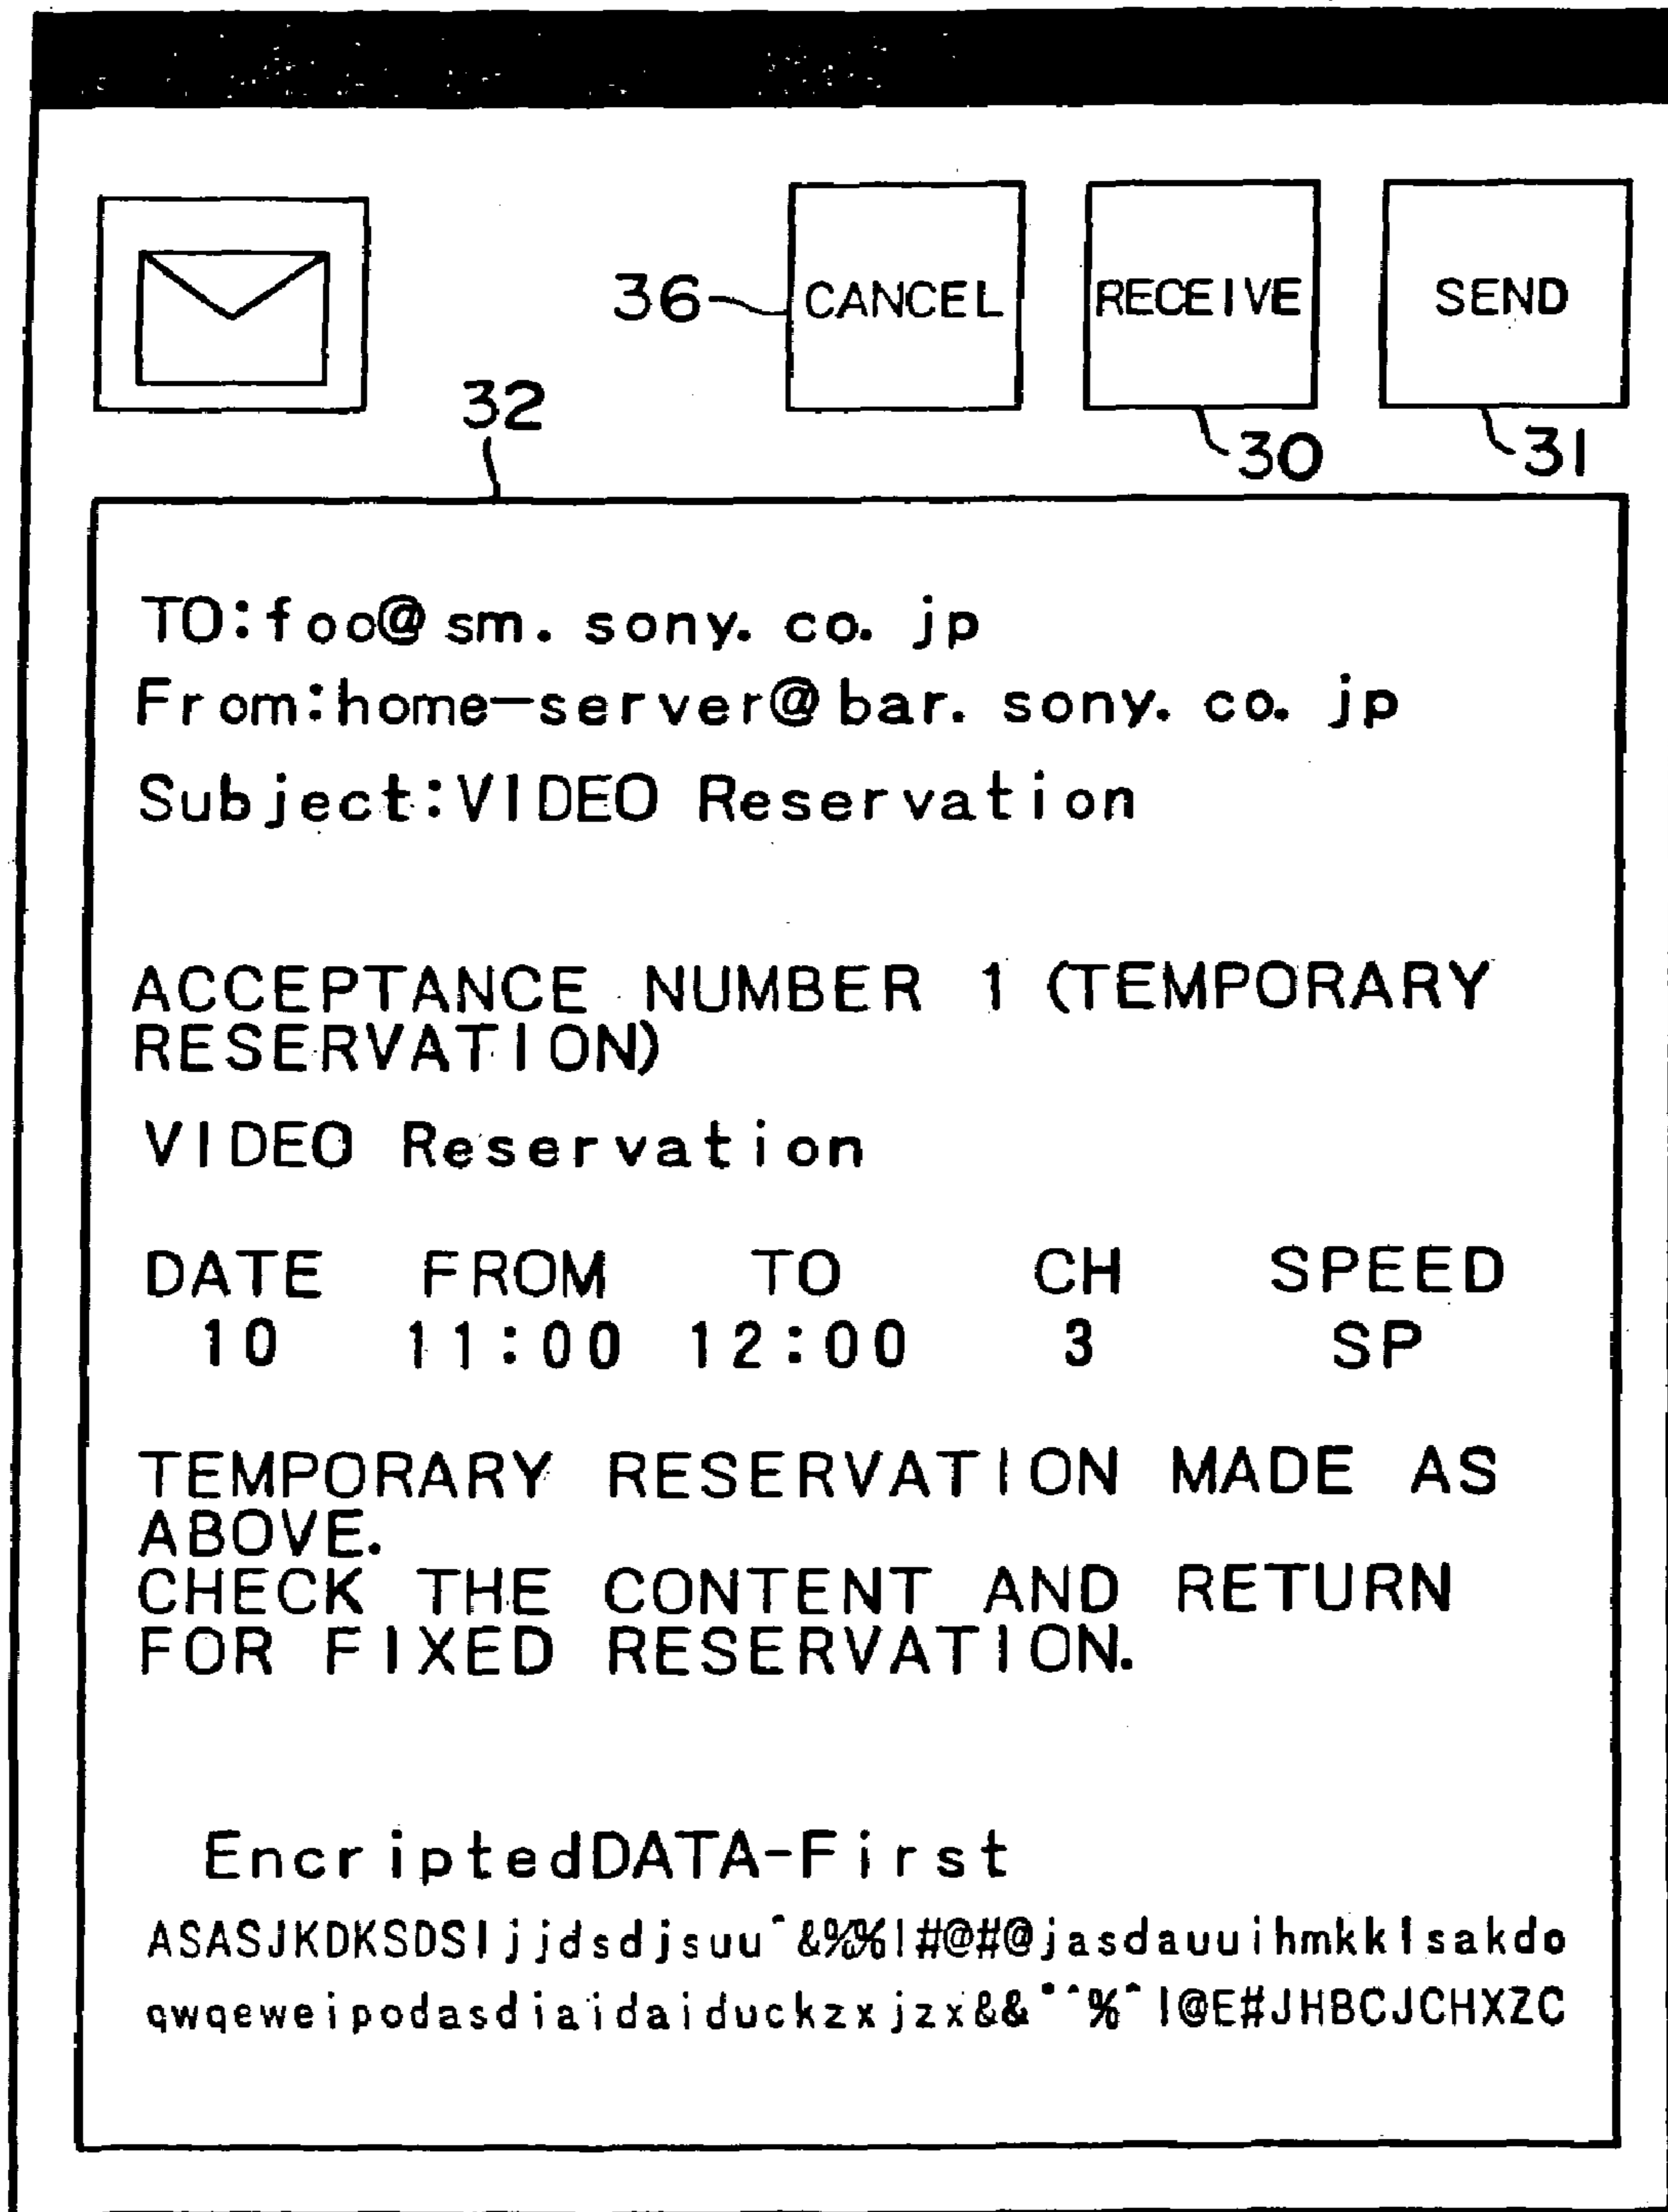 36 CANCEL RECEIVE SEND
32 30 31
TO:foo@sm.sony.co.jp
From:home-server@bar.sony.co.jp
Subject:VIDEO Reservation
ACCEPTANCE NUMBER 1 (TEMPORARY
RESERVATION)
VIDEO Reservation
DATE FROM TO CH SPEED
10 11:00 12:00 3 SP
TEMPORARY RESERVATION MADE AS
ABOVE.
CHECK THE CONTENT AND RETURN
FOR FIXED RESERVATION.
EncriptedDATA-First